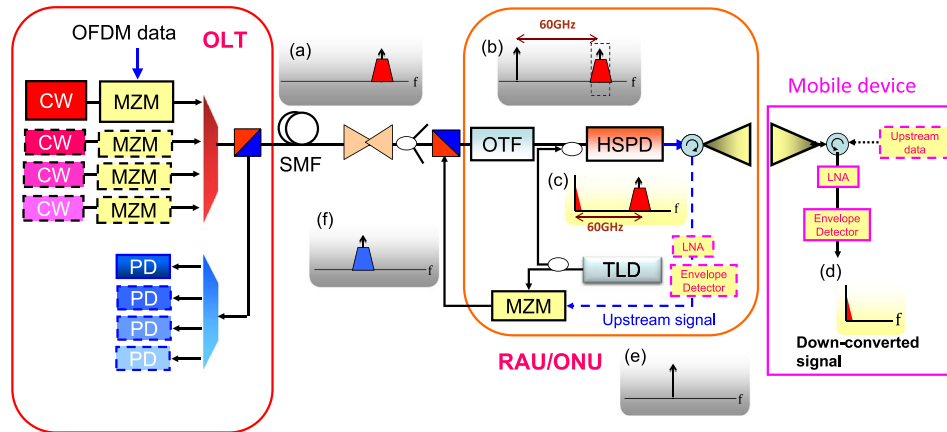 OFDM data
OLT
CW
MZM
CW
MZM
CW
MZM
CW
MZM
PD
PD
PD
PD
(a)
f
SMF
(f)
f
(b)
60GHz
f
OTF
HSPD
(c)
f
60GHz
LNA
Envelope
Detector
TLD
MZM
Upstream signal
RAU/ONU
(e)
f
Mobile device
Upstream
data
LNA
Envelope
Detector
(d)
f
Down-converted
signal